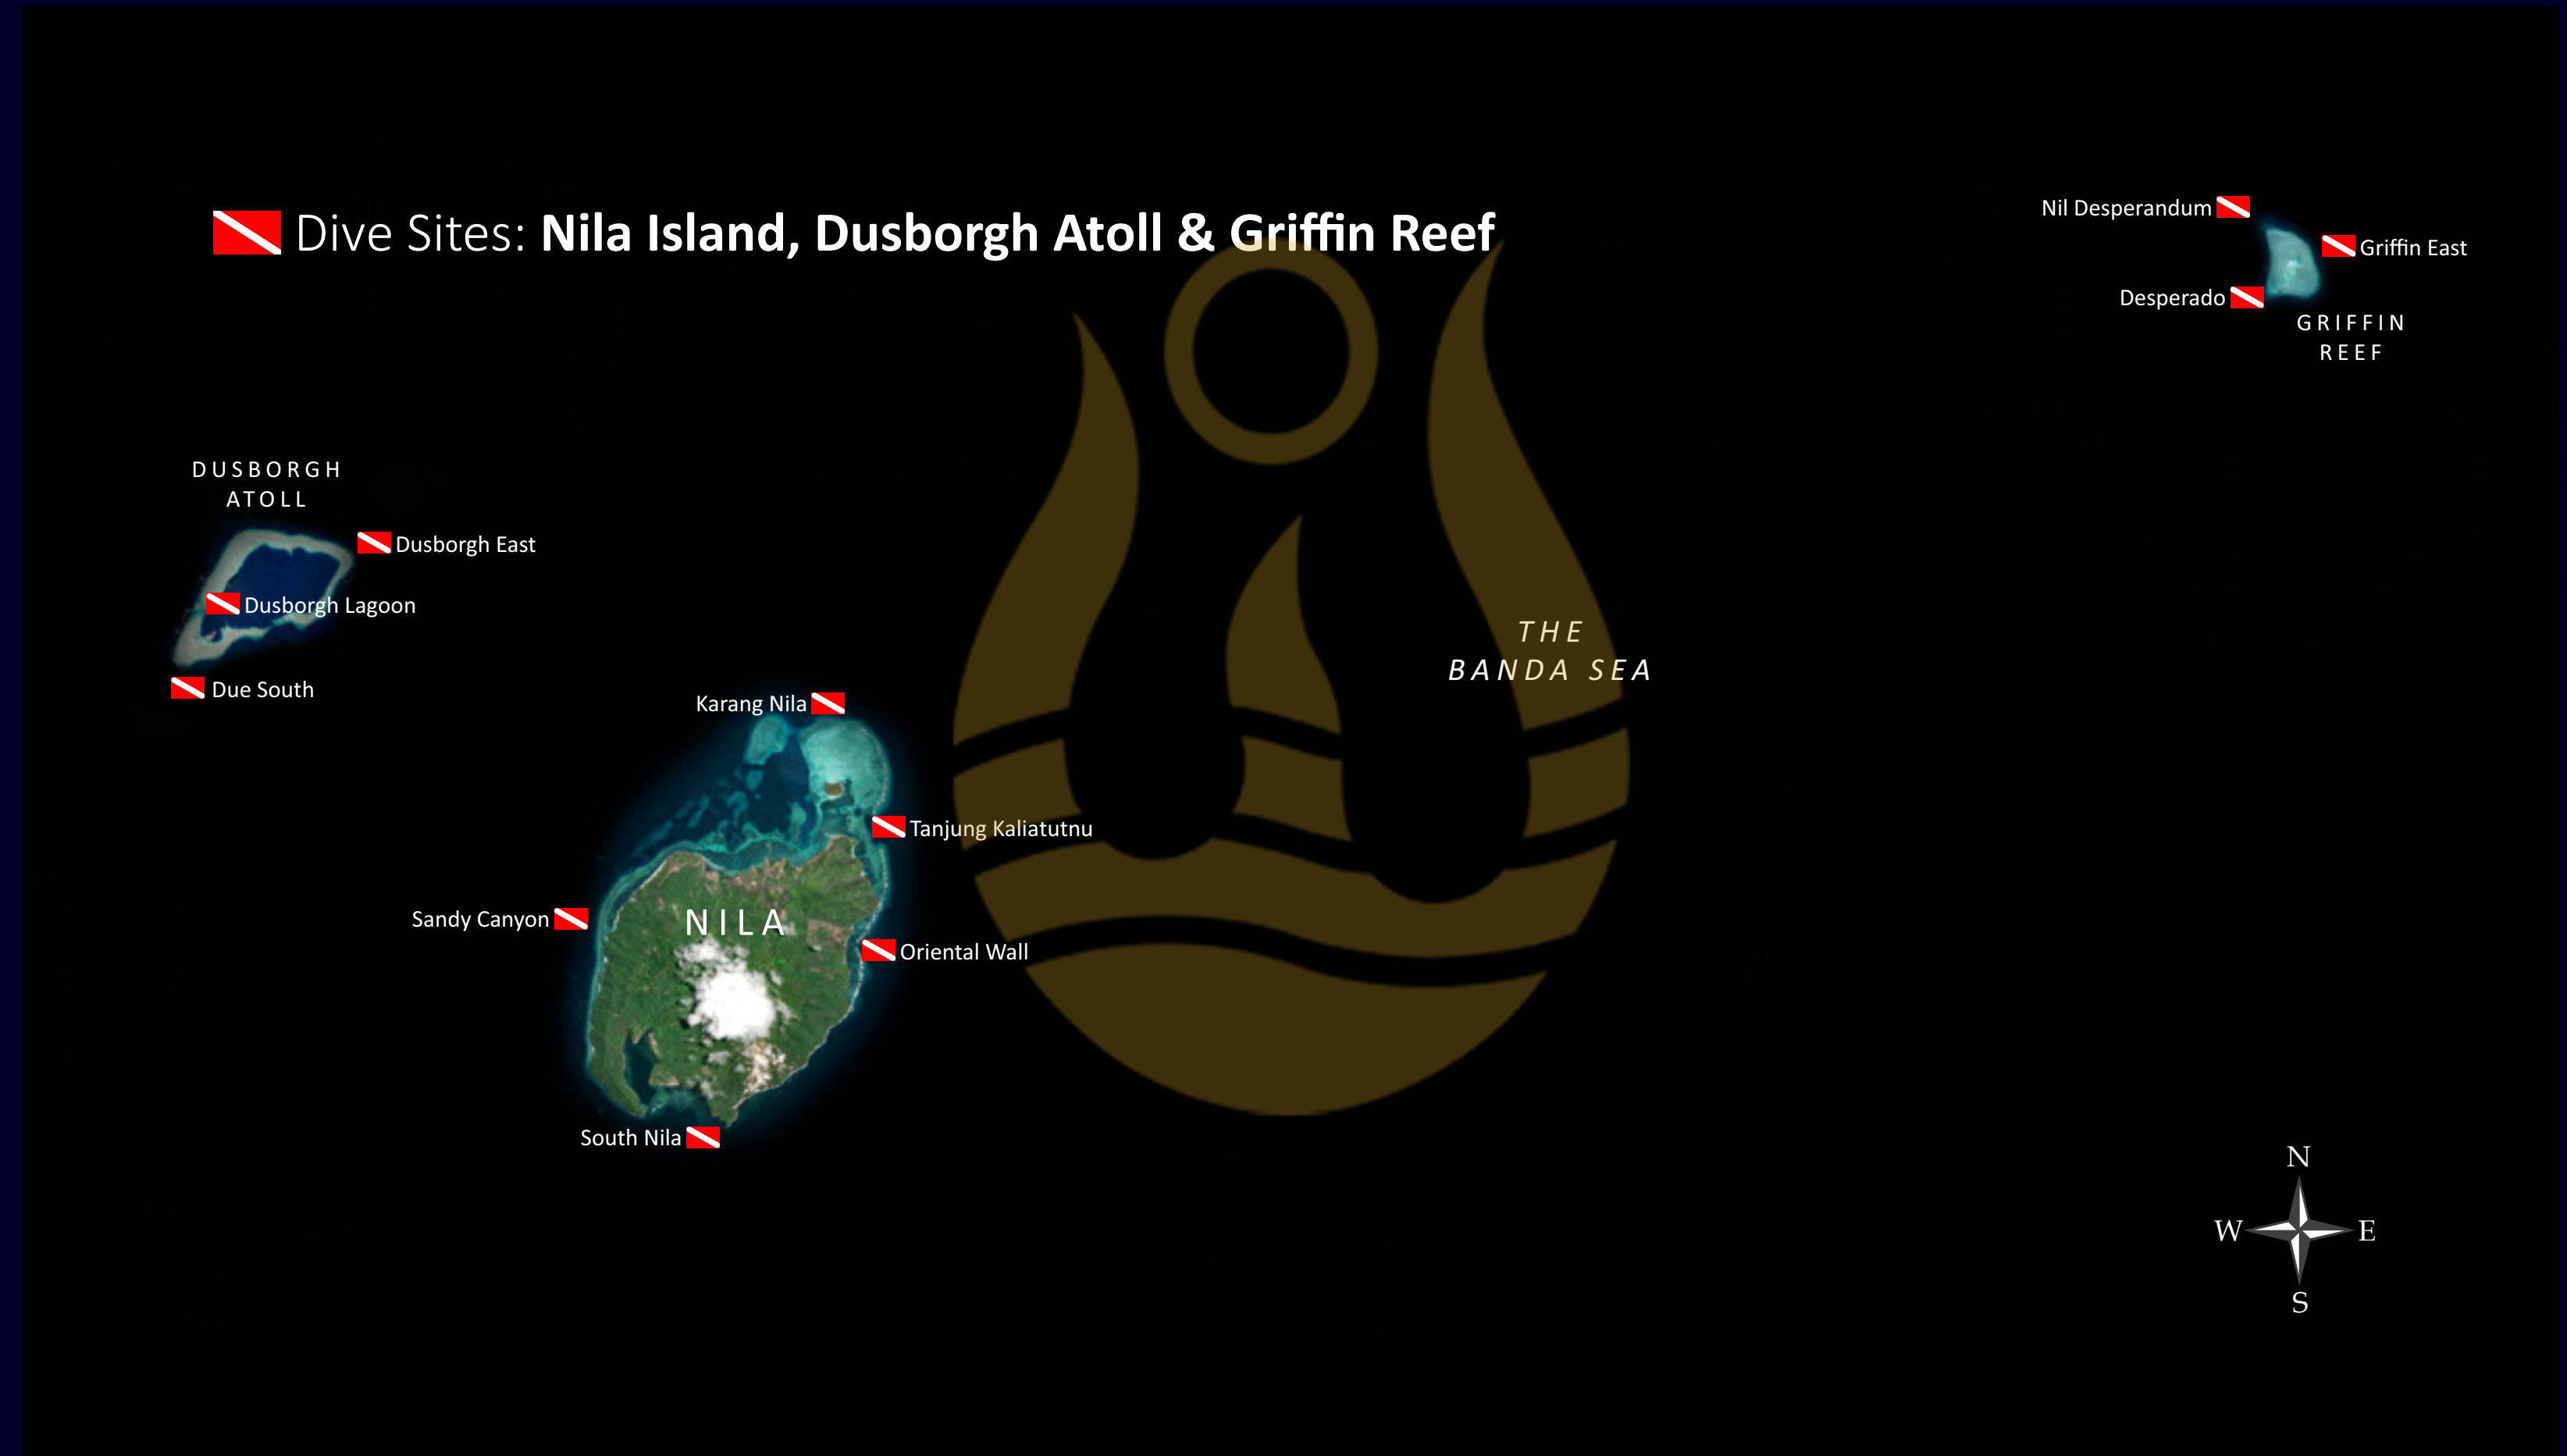 Dive Sites: Nila Island, Dusborgh Atoll & Griffin Reef
Nil Desperandum
Griffin East
Desperado
GRIFFIN
REEF
DUSBORGH
ATOLL
Dusborgh East
Dusborgh Lagoon
Due South
THE
BANDA SEA
Karang Nila
Tanjung Kaliatutnu
Sandy Canyon
NILA
Oriental Wall
South Nila
N
W
E
S